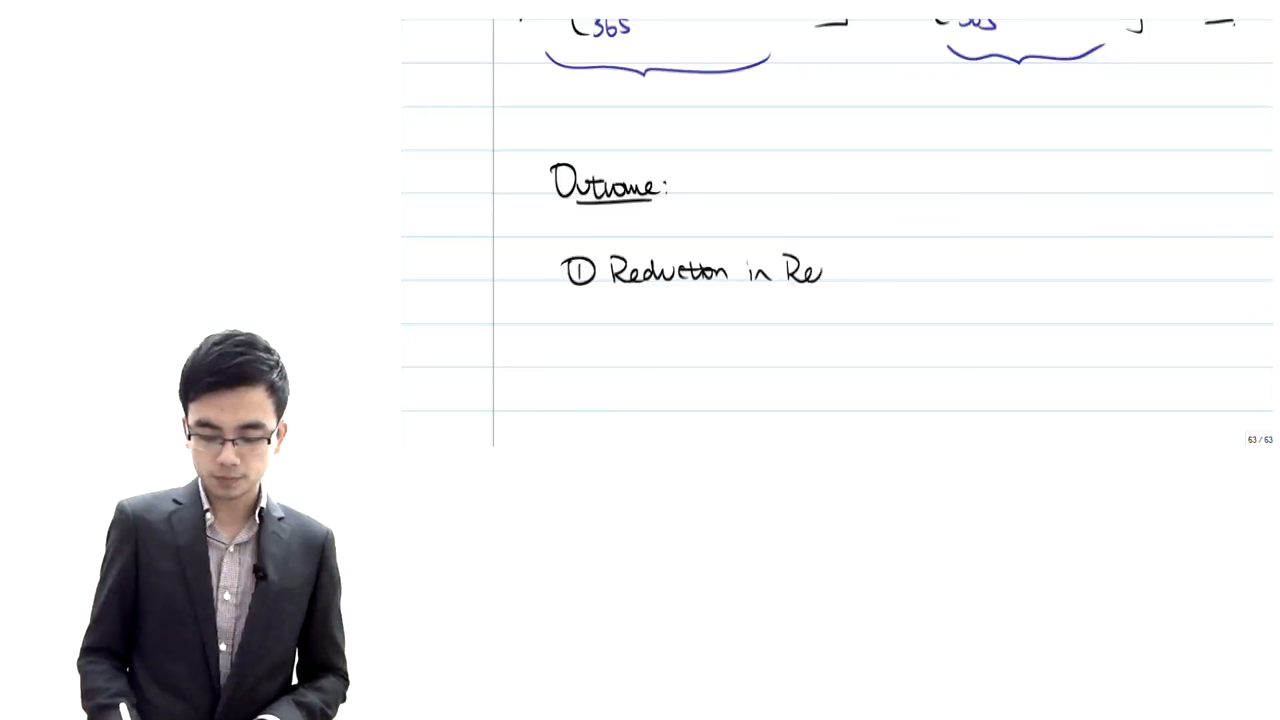 365
Outcome:
① Reduction in Re
63 / 63